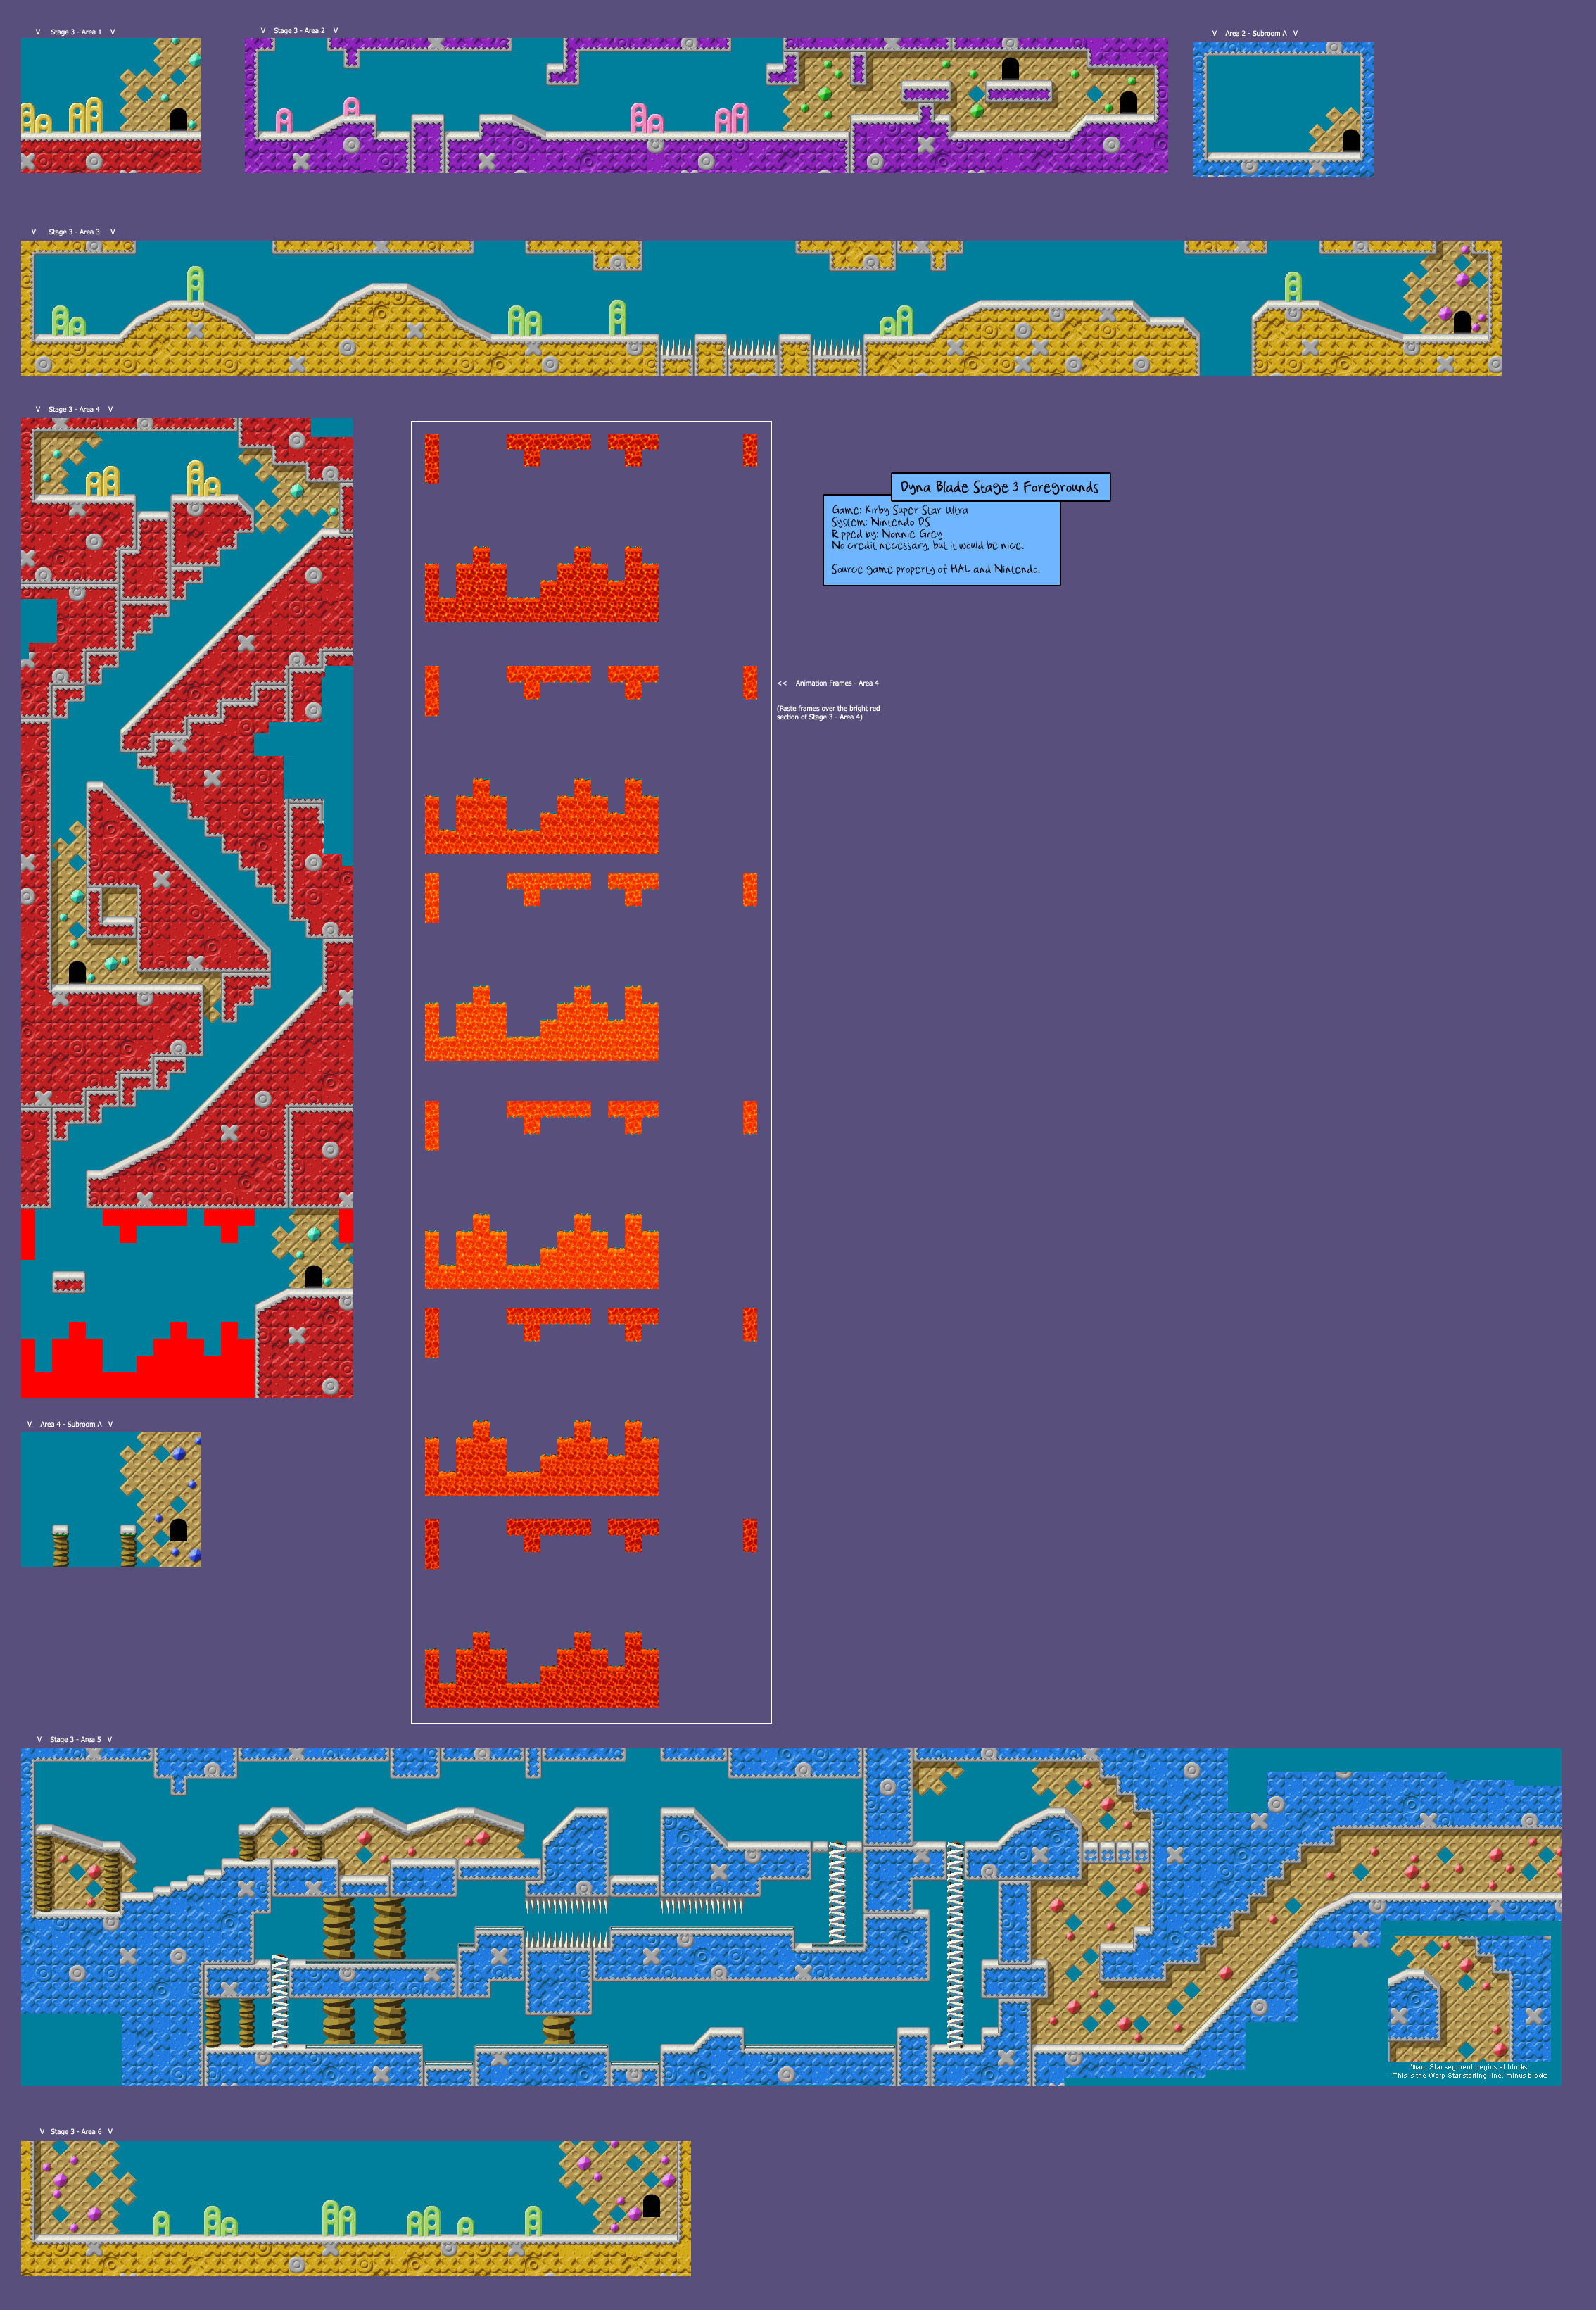 V Stage 3 - Area 1 V
V Stage 3 - Area 2 V
V Area 2 - Subroom A V
V Stage 3 - Area 3 V
V Stage 3 - Area 4 V
Dyna Blade Stage 3 Foregrounds
Game: Kirby Super Star Ultra
System: Nintendo DS
Ripped by: Nonnie Grey
No credit necessary, but it would be nice.
Source game property of HAL and Nintendo.
<< Animation Frames - Area 4
(Paste frames over the bright red
section of Stage 3 - Area 4)
V Area 4 - Subroom A V
V Stage 3 - Area 5 V
Warp Star segment begins at blocks.
This is the Warp Star starting line, minus blocks
V Stage 3 - Area 6 V